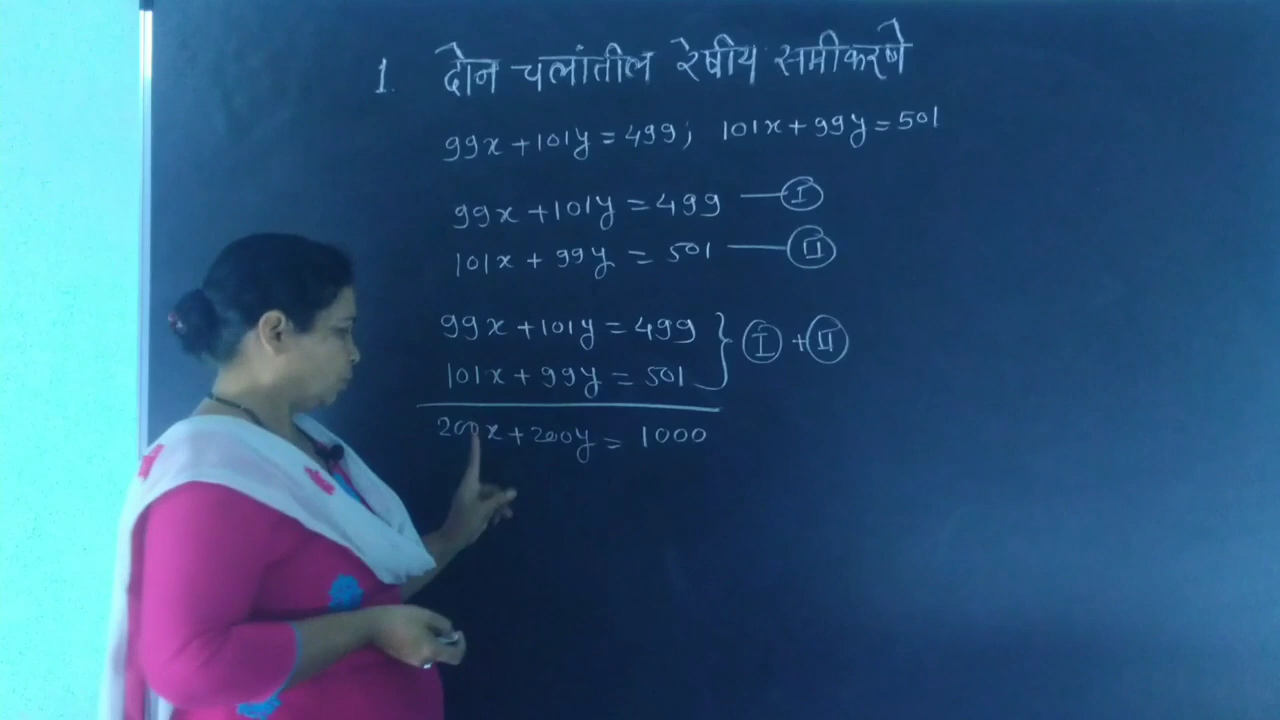 1. दोन चलांतील रेषीय समीकरणे
99x + 101y = 499; 101x + 99y = 501
99x + 101y = 499 — I
101x + 99y = 501 — II
99x + 101y = 499
101x + 99y = 501 } I + II
200x + 200y = 1000